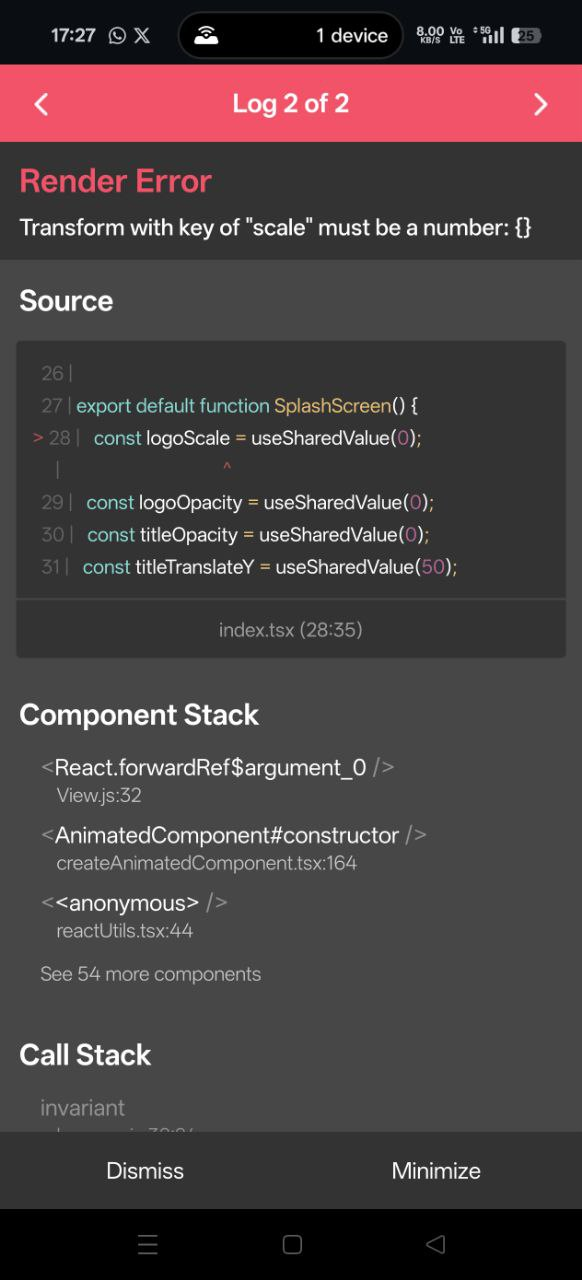 17:27
1 device
8.00 KB/S Vo LTE 5G 25
Log 2 of 2
Render Error
Transform with key of "scale" must be a number: {}
Source
26 |
27 | export default function SplashScreen() {
> 28 | const logoScale = useSharedValue(0);
| ^
29 | const logoOpacity = useSharedValue(0);
30 | const titleOpacity = useSharedValue(0);
31 | const titleTranslateY = useSharedValue(50);
index.tsx (28:35)
Component Stack
<React.forwardRef$argument_0 />
View.js:32
<AnimatedComponent#constructor />
createAnimatedComponent.tsx:164
<<anonymous> />
reactUtils.tsx:44
See 54 more components
Call Stack
invariant
Dismiss
Minimize